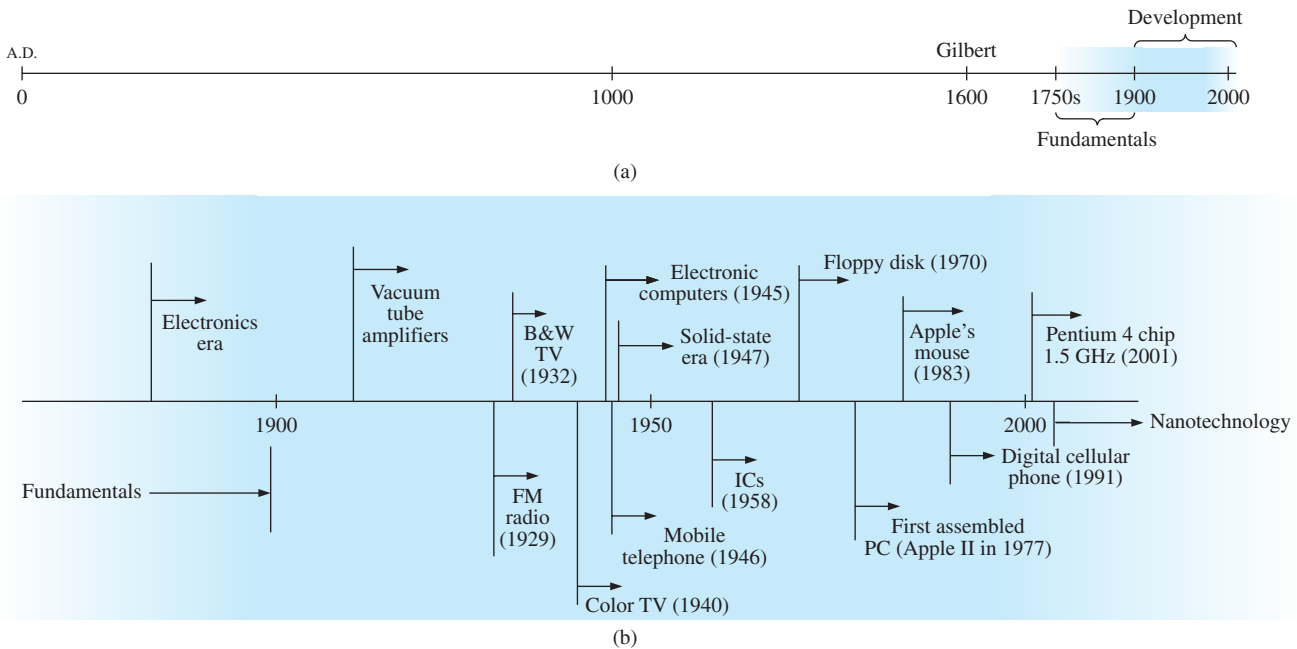 Development
A.D.
Gilbert
0
1000
1600
1750s
1900
2000
Fundamentals
(a)
Electronics
era
Vacuum
tube
amplifiers
B&W
TV
(1932)
Electronic
computers (1945)
Solid-state
era (1947)
Floppy disk (1970)
Apple's
mouse
(1983)
Pentium 4 chip
1.5 GHz (2001)
1900
1950
2000
Nanotechnology
Fundamentals
FM
radio
(1929)
Color TV (1940)
Mobile
telephone (1946)
ICs
(1958)
First assembled
PC (Apple II in 1977)
Digital cellular
phone (1991)
(b)